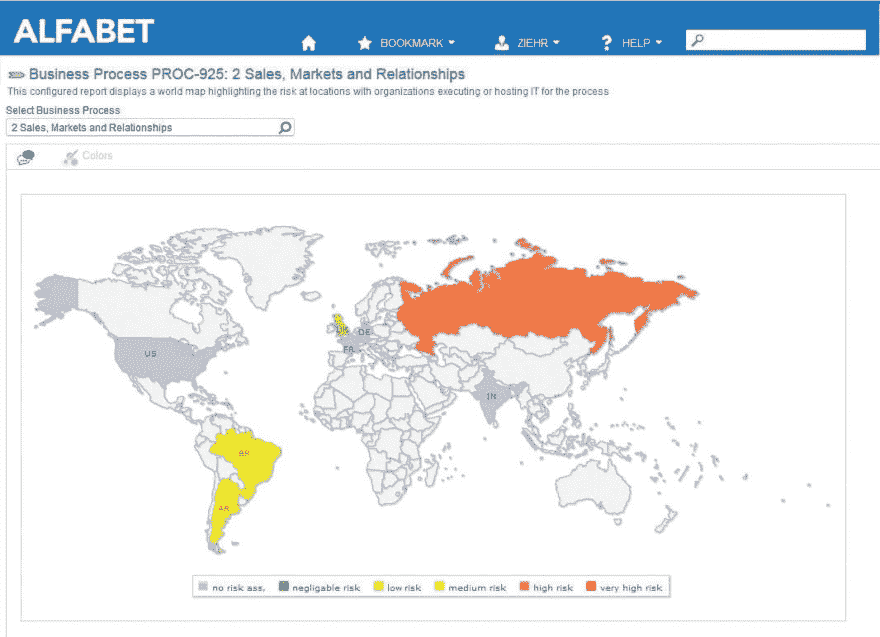 ALFABET
BOOKMARK ZIEHR HELP
Business Process PROC-925: 2 Sales, Markets and Relationships
This configured report displays a world map highlighting the risk at locations with organizations executing or hosting IT for the process
Select Business Process
2 Sales, Markets and Relationships
Colors
DE
FR
US
IN
AR
no risk ass. negligable risk low risk medium risk high risk very high risk